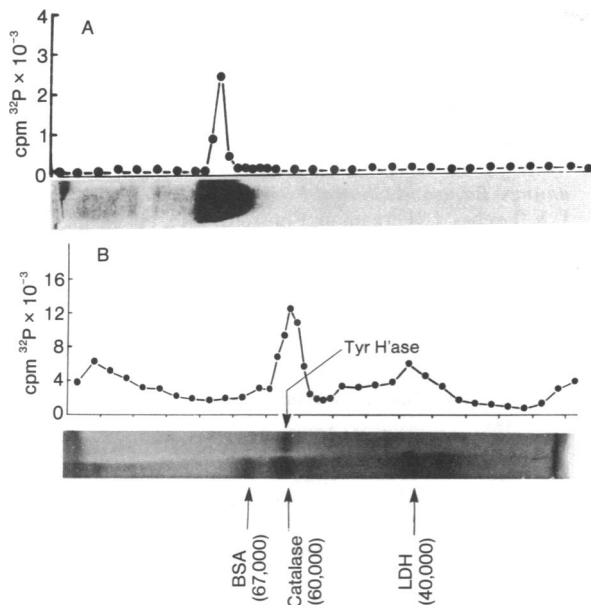 A
cpm ³²P × 10⁻³
4
3
2
1
0
B
cpm ³²P × 10⁻³
16
12
8
4
0
Tyr H'ase
BSA
(67,000)
Catalase
(60,000)
LDH
(40,000)